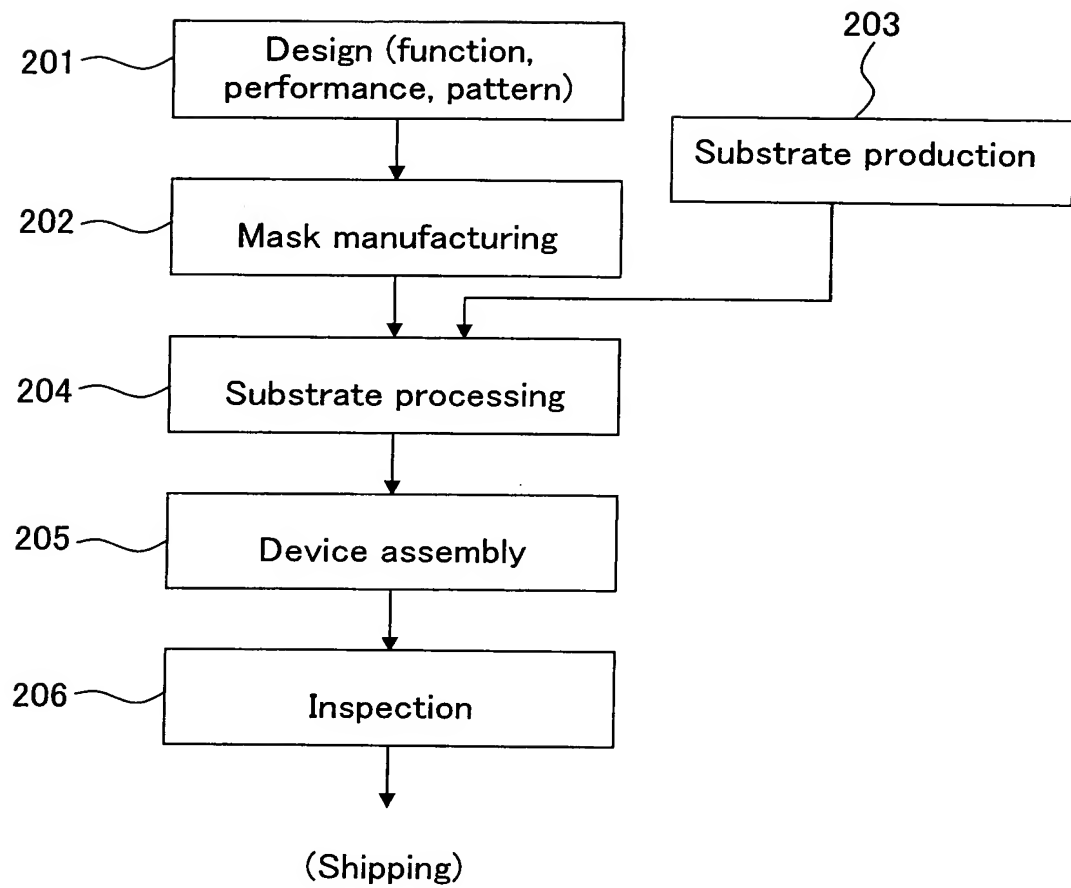 203
201
Design (function,
performance, pattern)
Substrate production
202
Mask manufacturing
204
Substrate processing
205
Device assembly
206
Inspection
(Shipping)